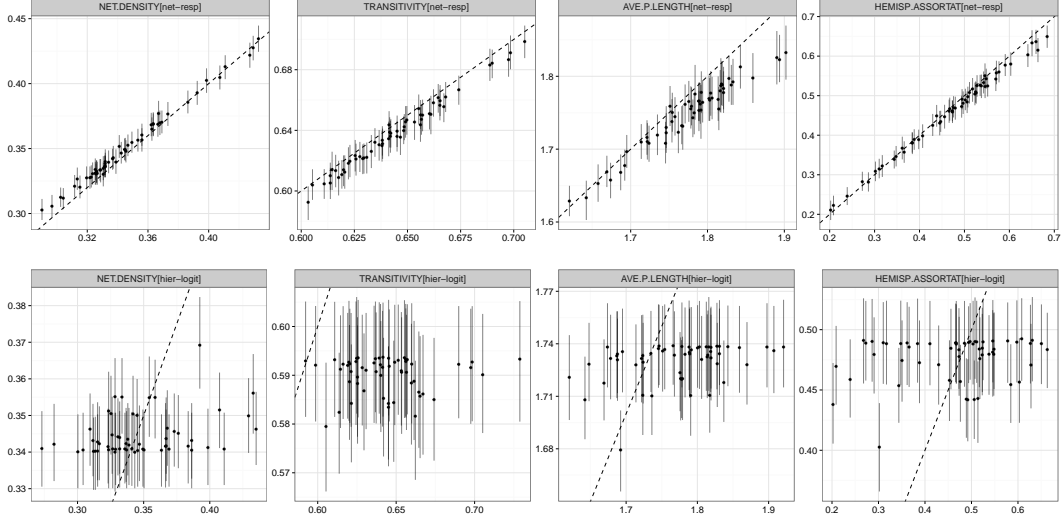 NET.DENSITY[net−resp]
TRANSITIVITY[net−resp]
AVE.P.LENGTH[net−resp]
HEMISP.ASSORTAT[net−resp]
0.45
0.40
0.35
0.30
0.32 0.36 0.40
0.68
0.64
0.60
0.600 0.625 0.650 0.675 0.700
1.8
1.7
1.6
1.7 1.8 1.9
0.7
0.6
0.5
0.4
0.3
0.2
0.2 0.3 0.4 0.5 0.6 0.7
NET.DENSITY[hier−logit]
TRANSITIVITY[hier−logit]
AVE.P.LENGTH[hier−logit]
HEMISP.ASSORTAT[hier−logit]
0.38
0.37
0.36
0.35
0.34
0.33
0.30 0.35 0.40
0.60
0.59
0.58
0.57
0.60 0.65 0.70
1.77
1.74
1.71
1.68
1.7 1.8 1.9
0.50
0.45
0.40
0.2 0.3 0.4 0.5 0.6